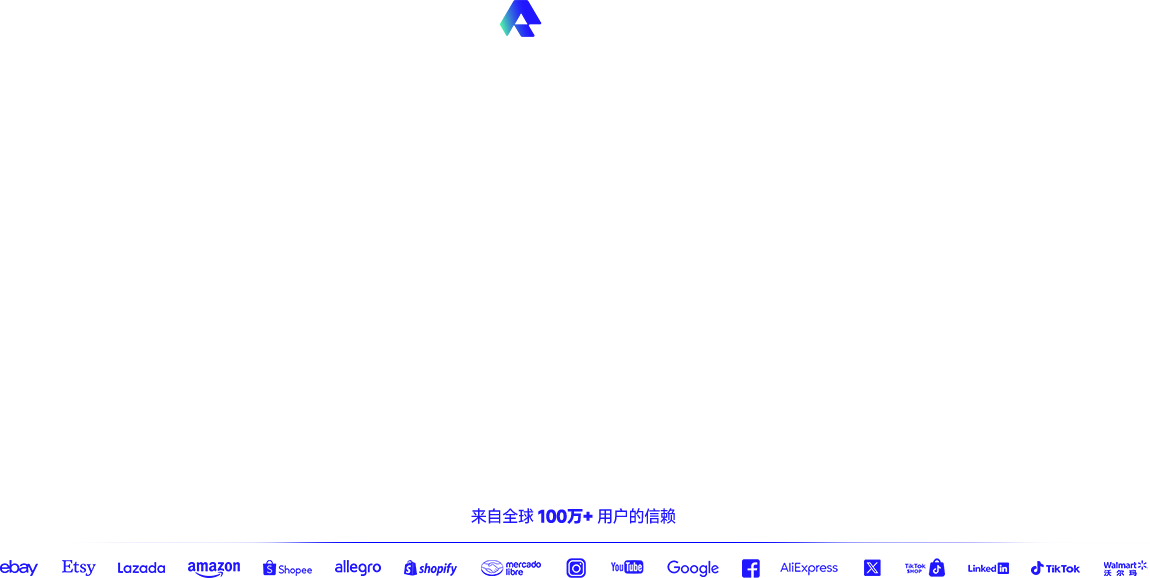 来自全球 100万+ 用户的信赖
ebay Etsy Lazada amazon Shopee allegro shopify mercado libre YouTube Google AliExpress TikTok SHOP LinkedIn TikTok Walmart 沃尔玛